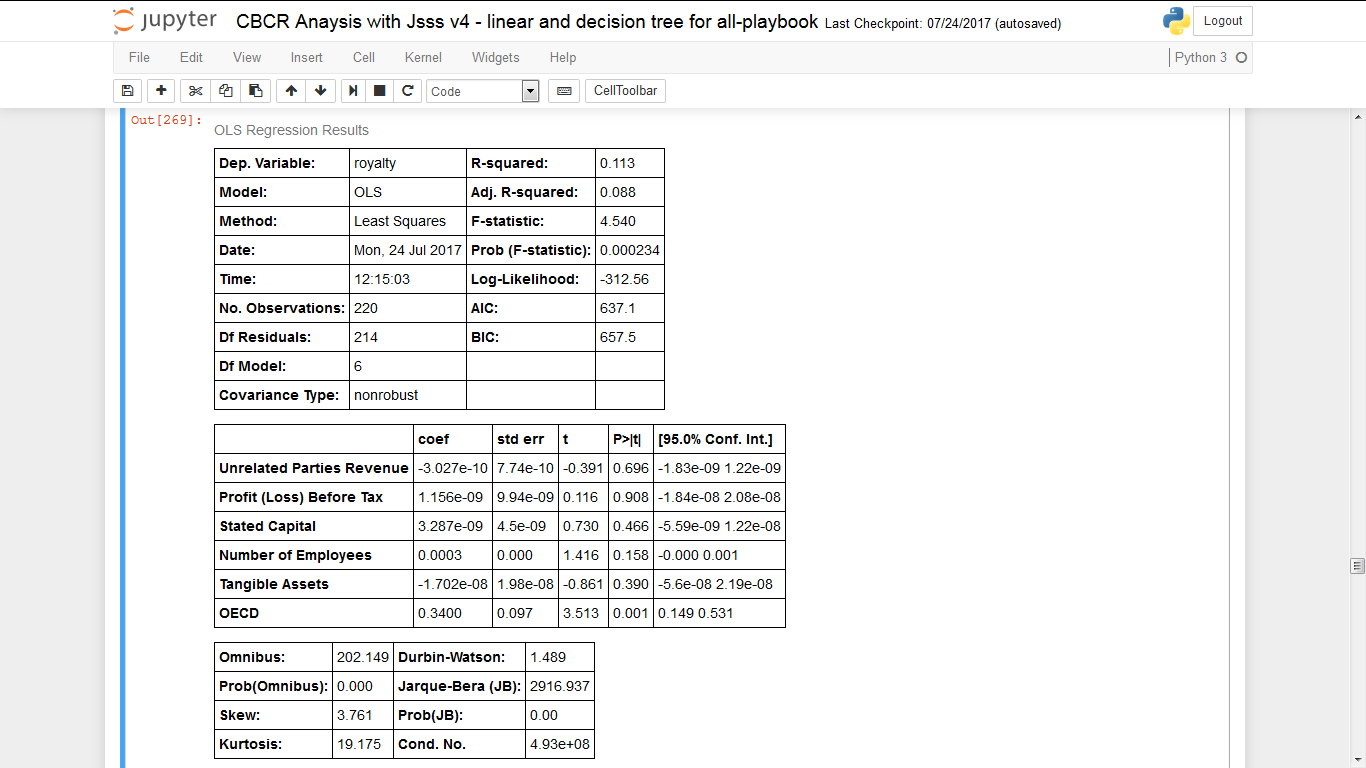 jupyter CBCR Anaysis with Jsss v4 - linear and decision tree for all-playbook Last Checkpoint: 07/24/2017 (autosaved) Logout
File Edit View Insert Cell Kernel Widgets Help Python 3
Code CellToolbar
Out[269]:
OLS Regression Results
Dep. Variable: royalty R-squared: 0.113
Model: OLS Adj. R-squared: 0.088
Method: Least Squares F-statistic: 4.540
Date: Mon, 24 Jul 2017 Prob (F-statistic): 0.000234
Time: 12:15:03 Log-Likelihood: -312.56
No. Observations: 220 AIC: 637.1
Df Residuals: 214 BIC: 657.5
Df Model: 6
Covariance Type: nonrobust
coef std err t P>|t| [95.0% Conf. Int.]
Unrelated Parties Revenue -3.027e-10 7.74e-10 -0.391 0.696 -1.83e-09 1.22e-09
Profit (Loss) Before Tax 1.156e-09 9.94e-09 0.116 0.908 -1.84e-08 2.08e-08
Stated Capital 3.287e-09 4.5e-09 0.730 0.466 -5.59e-09 1.22e-08
Number of Employees 0.0003 0.000 1.416 0.158 -0.000 0.001
Tangible Assets -1.702e-08 1.98e-08 -0.861 0.390 -5.6e-08 2.19e-08
OECD 0.3400 0.097 3.513 0.001 0.149 0.531
Omnibus: 202.149 Durbin-Watson: 1.489
Prob(Omnibus): 0.000 Jarque-Bera (JB): 2916.937
Skew: 3.761 Prob(JB): 0.00
Kurtosis: 19.175 Cond. No. 4.93e+08